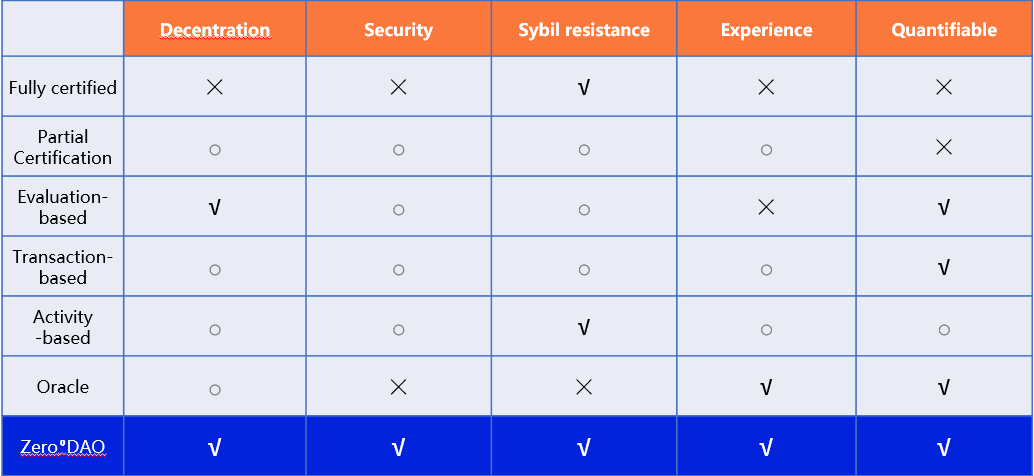 Decentration Security Sybil resistance Experience Quantifiable
Fully certified × × √ × ×
Partial
Certification ○ ○ ○ ○ ×
Evaluation-
based √ ○ ○ × √
Transaction-
based ○ ○ ○ ○ √
Activity
-based ○ ○ √ ○ ○
Oracle ○ × × √ √
Zero"DAO √ √ √ √ √